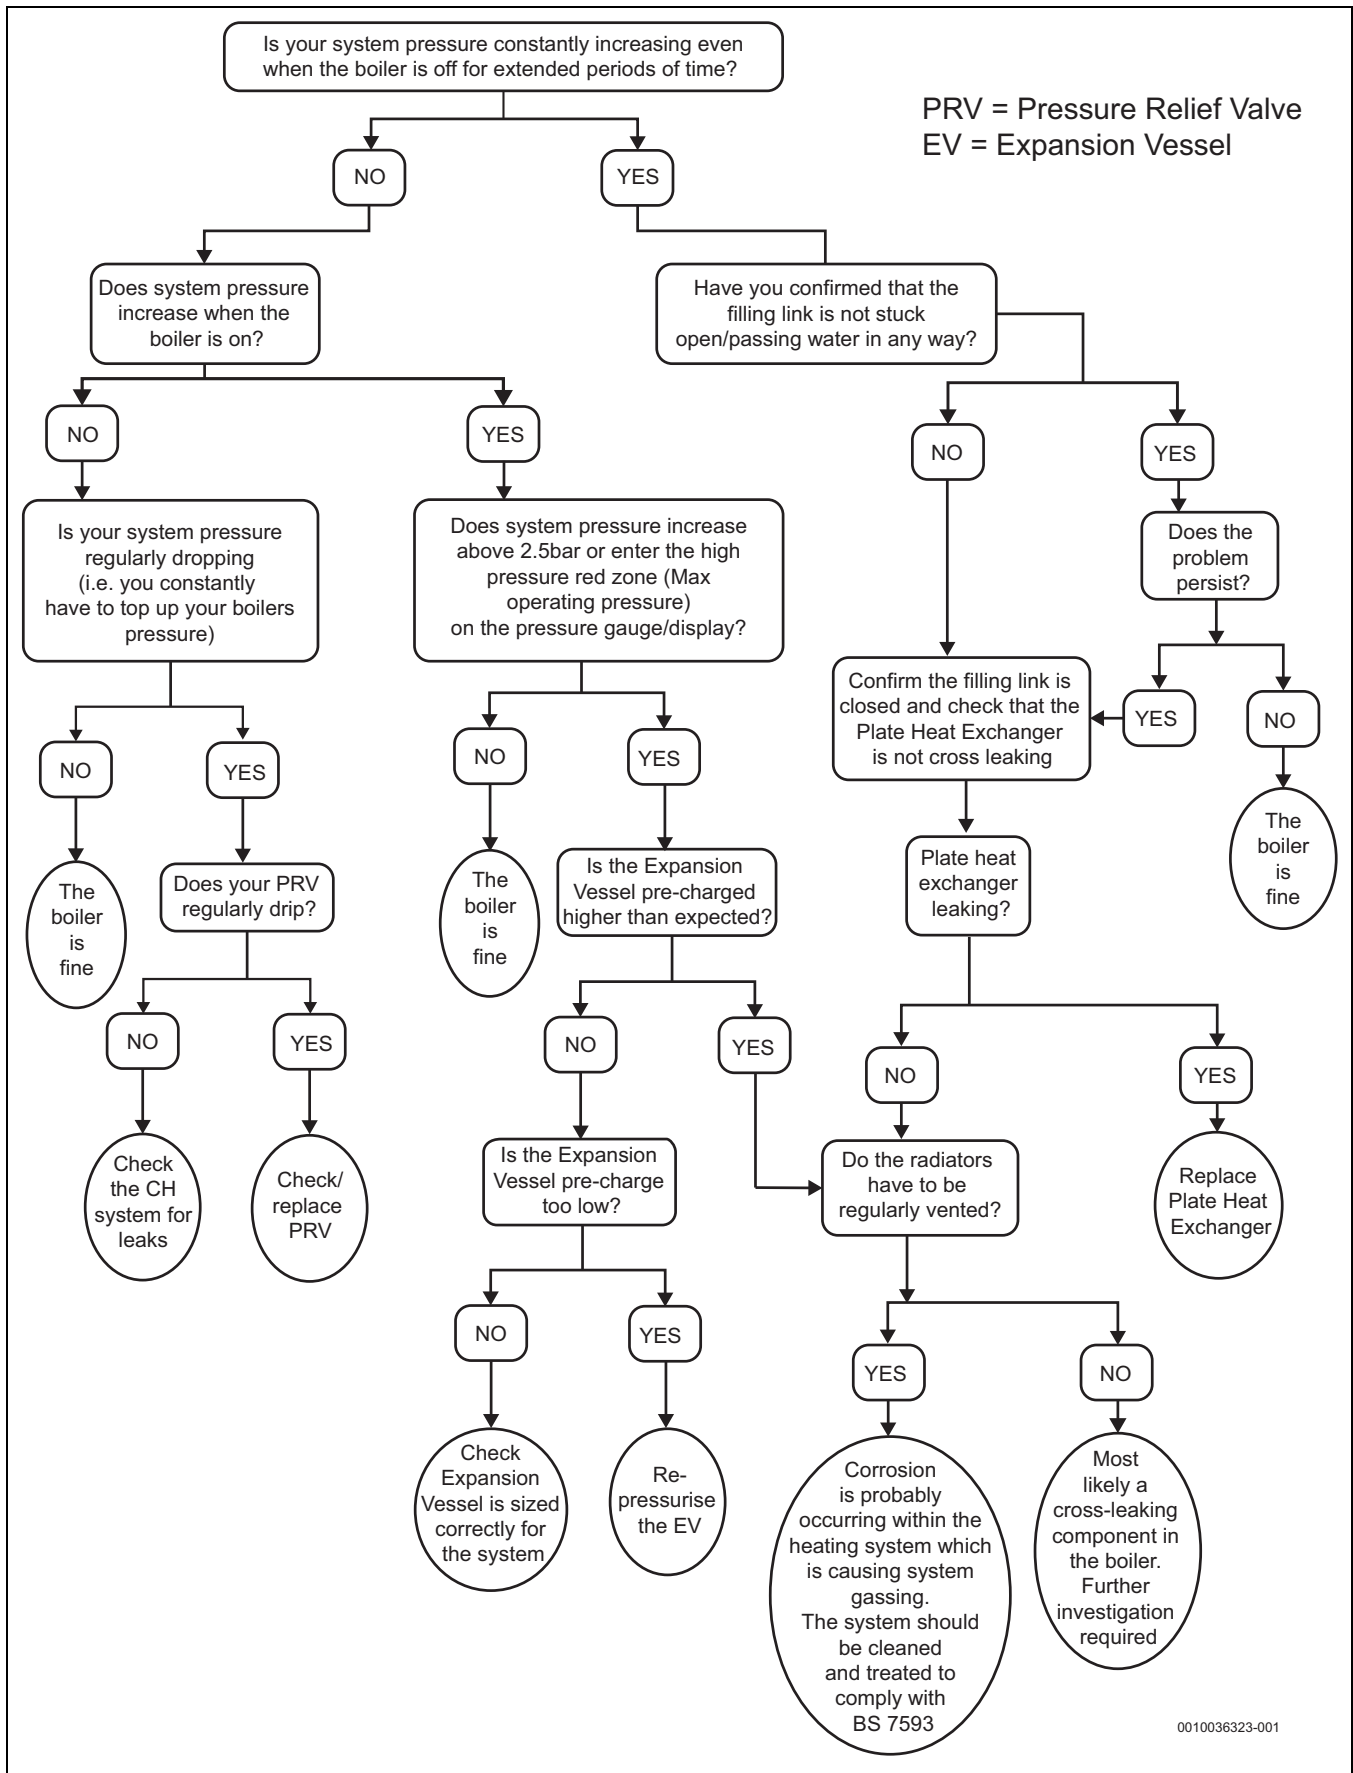 Is your system pressure constantly increasing even
when the boiler is off for extended periods of time?
PRV = Pressure Relief Valve
EV = Expansion Vessel
NO
YES
Does system pressure
increase when the
boiler is on?
Have you confirmed that the
filling link is not stuck
open/passing water in any way?
NO
YES
NO
YES
Is your system pressure
regularly dropping
(i.e. you constantly
have to top up your boilers
pressure)
Does system pressure increase
above 2.5bar or enter the high
pressure red zone (Max
operating pressure)
on the pressure gauge/display?
Does the
problem
persist?
Confirm the filling link is
closed and check that the
Plate Heat Exchanger
is not cross leaking
YES
NO
NO
YES
NO
YES
The
boiler
is
fine
Plate heat
exchanger
leaking?
The
boiler
is
fine
Does your PRV
regularly drip?
The
boiler
is
fine
Is the Expansion
Vessel pre-charged
higher than expected?
NO
YES
NO
YES
NO
YES
Check
the CH
system for
leaks
Check/
replace
PRV
Is the Expansion
Vessel pre-charge
too low?
Do the radiators
have to be
regularly vented?
Replace
Plate Heat
Exchanger
NO
YES
YES
NO
Check
Expansion
Vessel is sized
correctly for
the system
Re-
pressurise
the EV
Corrosion
is probably
occurring within the
heating system which
is causing system
gassing.
The system should
be cleaned
and treated to
comply with
BS 7593
Most
likely a
cross-leaking
component in
the boiler.
Further
investigation
required
0010036323-001